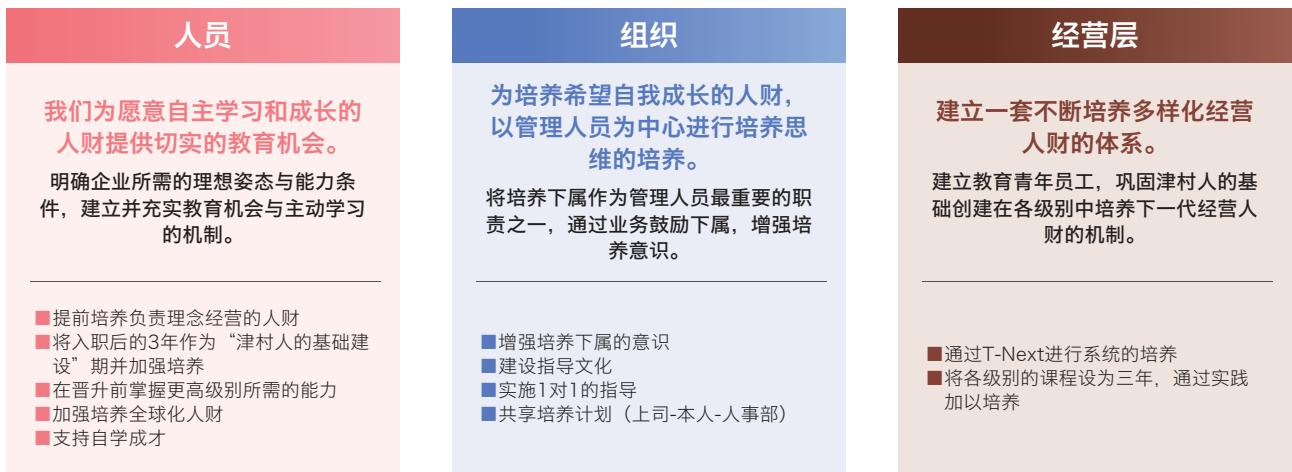 人员
我们为愿意自主学习和成长的
人财提供切实的教育机会。
明确企业所需的理想姿态与能力条
件，建立并充实教育机会与主动学习
的机制。
■提前培养负责理念经营的人财
■将入职后的3年作为“津村人的基础建
设”期并加强培养
■在晋升前掌握更高级别所需的能力
■加强培养全球化人财
■支持自学成才
组织
为培养希望自我成长的人财，
以管理人员为中心进行培养思
维的培养。
将培养下属作为管理人员最重要的职
责之一，通过业务鼓励下属，增强培
养意识。
■增强培养下属的意识
■建设指导文化
■实施1对1的指导
■共享培养计划（上司-本人-人事部）
经营层
建立一套不断培养多样化经营
人财的体系。
建立教育青年员工，巩固津村人的基
础创建在各级别中培养下一代经营人
财的机制。
■通过T-Next进行系统的培养
■将各级别的课程设为三年，通过实践
加以培养